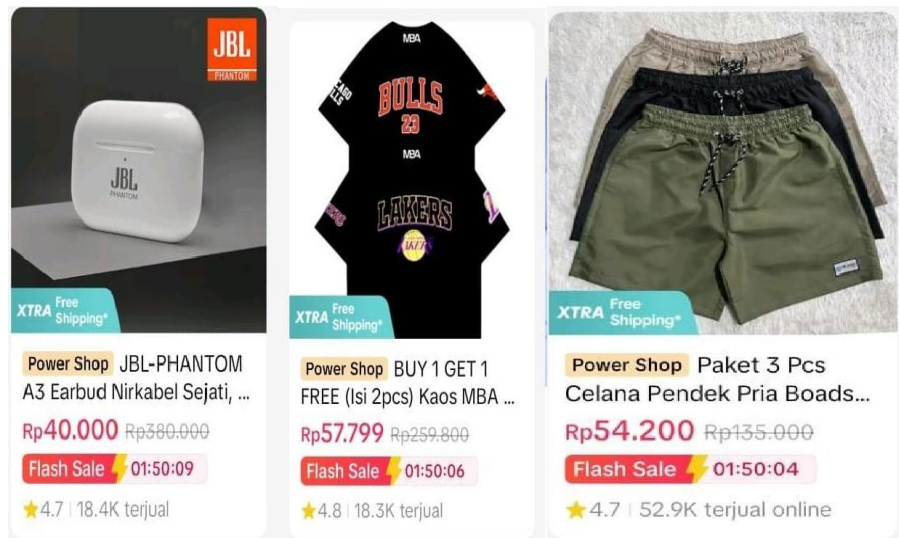 JBL
PHANTOM
JBL
PHANTOM
XTRA Free
Shipping*
Power Shop JBL-PHANTOM
A3 Earbud Nirkabel Sejati, ...
Rp40.000 Rp380.000
Flash Sale 01:50:09
4.7 18.4K terjual
MBA
BULLS
23
MBA
LAKERS
XTRA Free
Shipping*
Power Shop BUY 1 GET 1
FREE (Isi 2pcs) Kaos MBA ...
Rp57.799 Rp259.800
Flash Sale 01:50:06
4.8 18.3K terjual
XTRA Free
Shipping*
Power Shop Paket 3 Pcs
Celana Pendek Pria Boads...
Rp54.200 Rp135.000
Flash Sale 01:50:04
4.7 52.9K terjual online